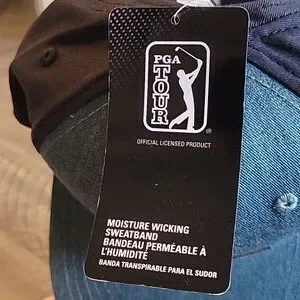 PGA
TOUR
®
OFFICIAL LICENSED PRODUCT
MOISTURE WICKING
SWEATBAND
BANDEAU PERMÉABLE À
L'HUMIDITÉ
BANDA TRANSPIRABLE PARA EL SUDOR